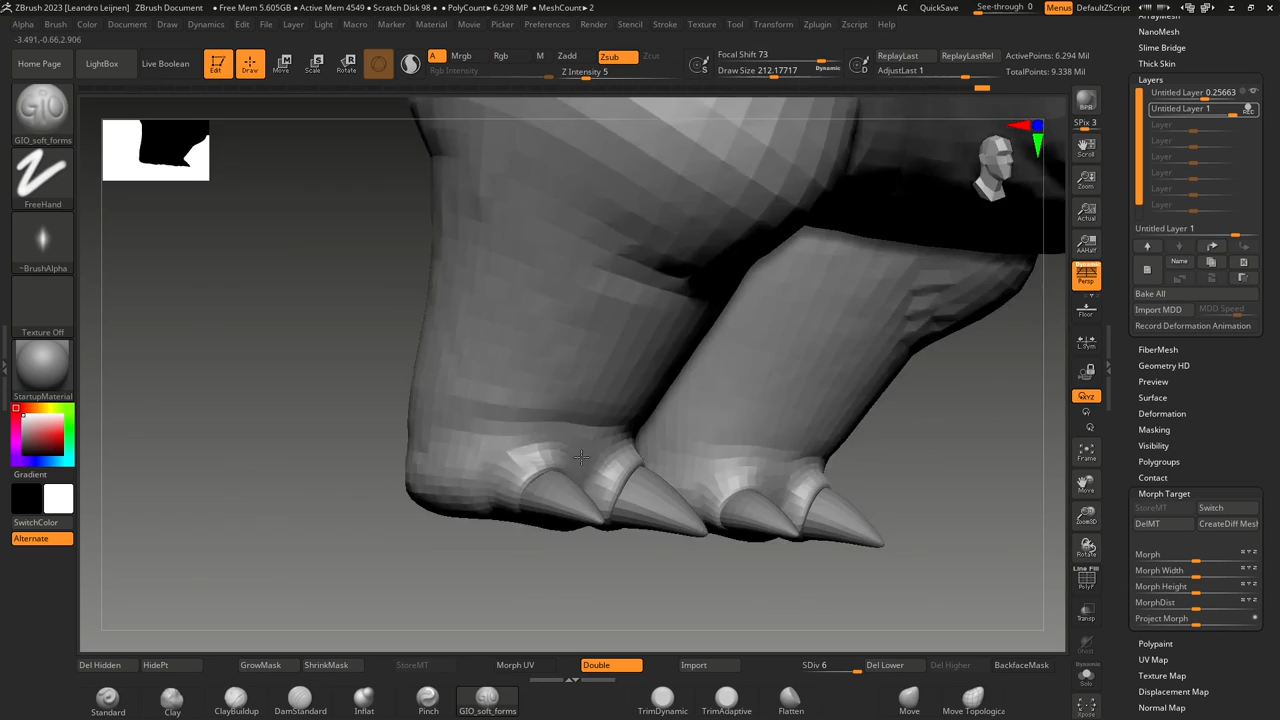 ZBrush 2023 [Leandro Leijnen]   ZBrush Document     • Free Mem 5.605GB • Active Mem 4549 • Scratch Disk 98 •  PolyCount▸6.298 MP  • MeshCount▸2
AC QuickSave See-through 0 Menus DefaultZScript
Alpha Brush Color Document Draw Dynamics Edit File Layer Light Macro Marker Material Movie Picker Preferences Render Stencil Stroke Texture Tool Transform Zplugin Zscript Help
-3.491,-0.66,2.906
Home Page LightBox Live Boolean Edit Draw Move Scale Rotate A Mrgb Rgb M Zadd Zsub Zcut
Rgb Intensity Z Intensity 5
Focal Shift 73
Draw Size 212.17717 Dynamic
S D
ReplayLast ReplayLastRel ActivePoints: 6.294 Mil
AdjustLast 1 TotalPoints: 9.338 Mil
GIO_soft_forms
FreeHand
~BrushAlpha
Texture Off
StartupMaterial
Gradient
SwitchColor
Alternate
BPR
SPix 3
Scroll
Zoom
Actual
AAHalf
Dynamic
Persp
Floor
L.Sym
XYZ
Frame
Move
Zoom3D
Rotate
Line Fill
PolyF
Transp
Ghost
Dynamic
Solo
Xpose
ArrayMesh
NanoMesh
Slime Bridge
Thick Skin
Layers
Untitled Layer 0.25663
Untitled Layer 1
REC
Layer
Layer
Layer
Layer
Layer
Layer
Untitled Layer 1
Name
Bake All
Import MDD MDD Speed
Record Deformation Animation
FiberMesh
Geometry HD
Preview
Surface
Deformation
Masking
Visibility
Polygroups
Contact
Morph Target
StoreMT Switch
DelMT CreateDiff Mesh
Morph
Morph Width
Morph Height
MorphDist
Project Morph
Polypaint
UV Map
Texture Map
Displacement Map
Normal Map
Del Hidden HidePt GrowMask ShrinkMask StoreMT Morph UV Double Import SDiv 6 Del Lower Del Higher BackfaceMask
Standard Clay ClayBuildup DamStandard Inflat Pinch GIO_soft_forms TrimDynamic TrimAdaptive Flatten Move Move Topologica